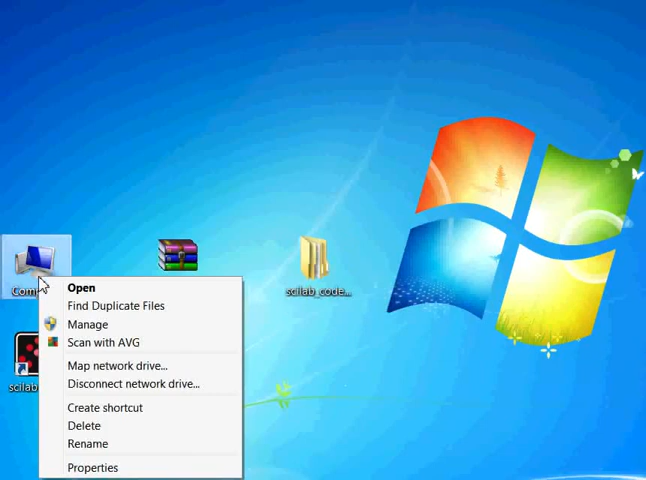 Com
Open
Find Duplicate Files
Manage
Scan with AVG
Map network drive...
Disconnect network drive...
Create shortcut
Delete
Rename
Properties
scilab_code...
scilab